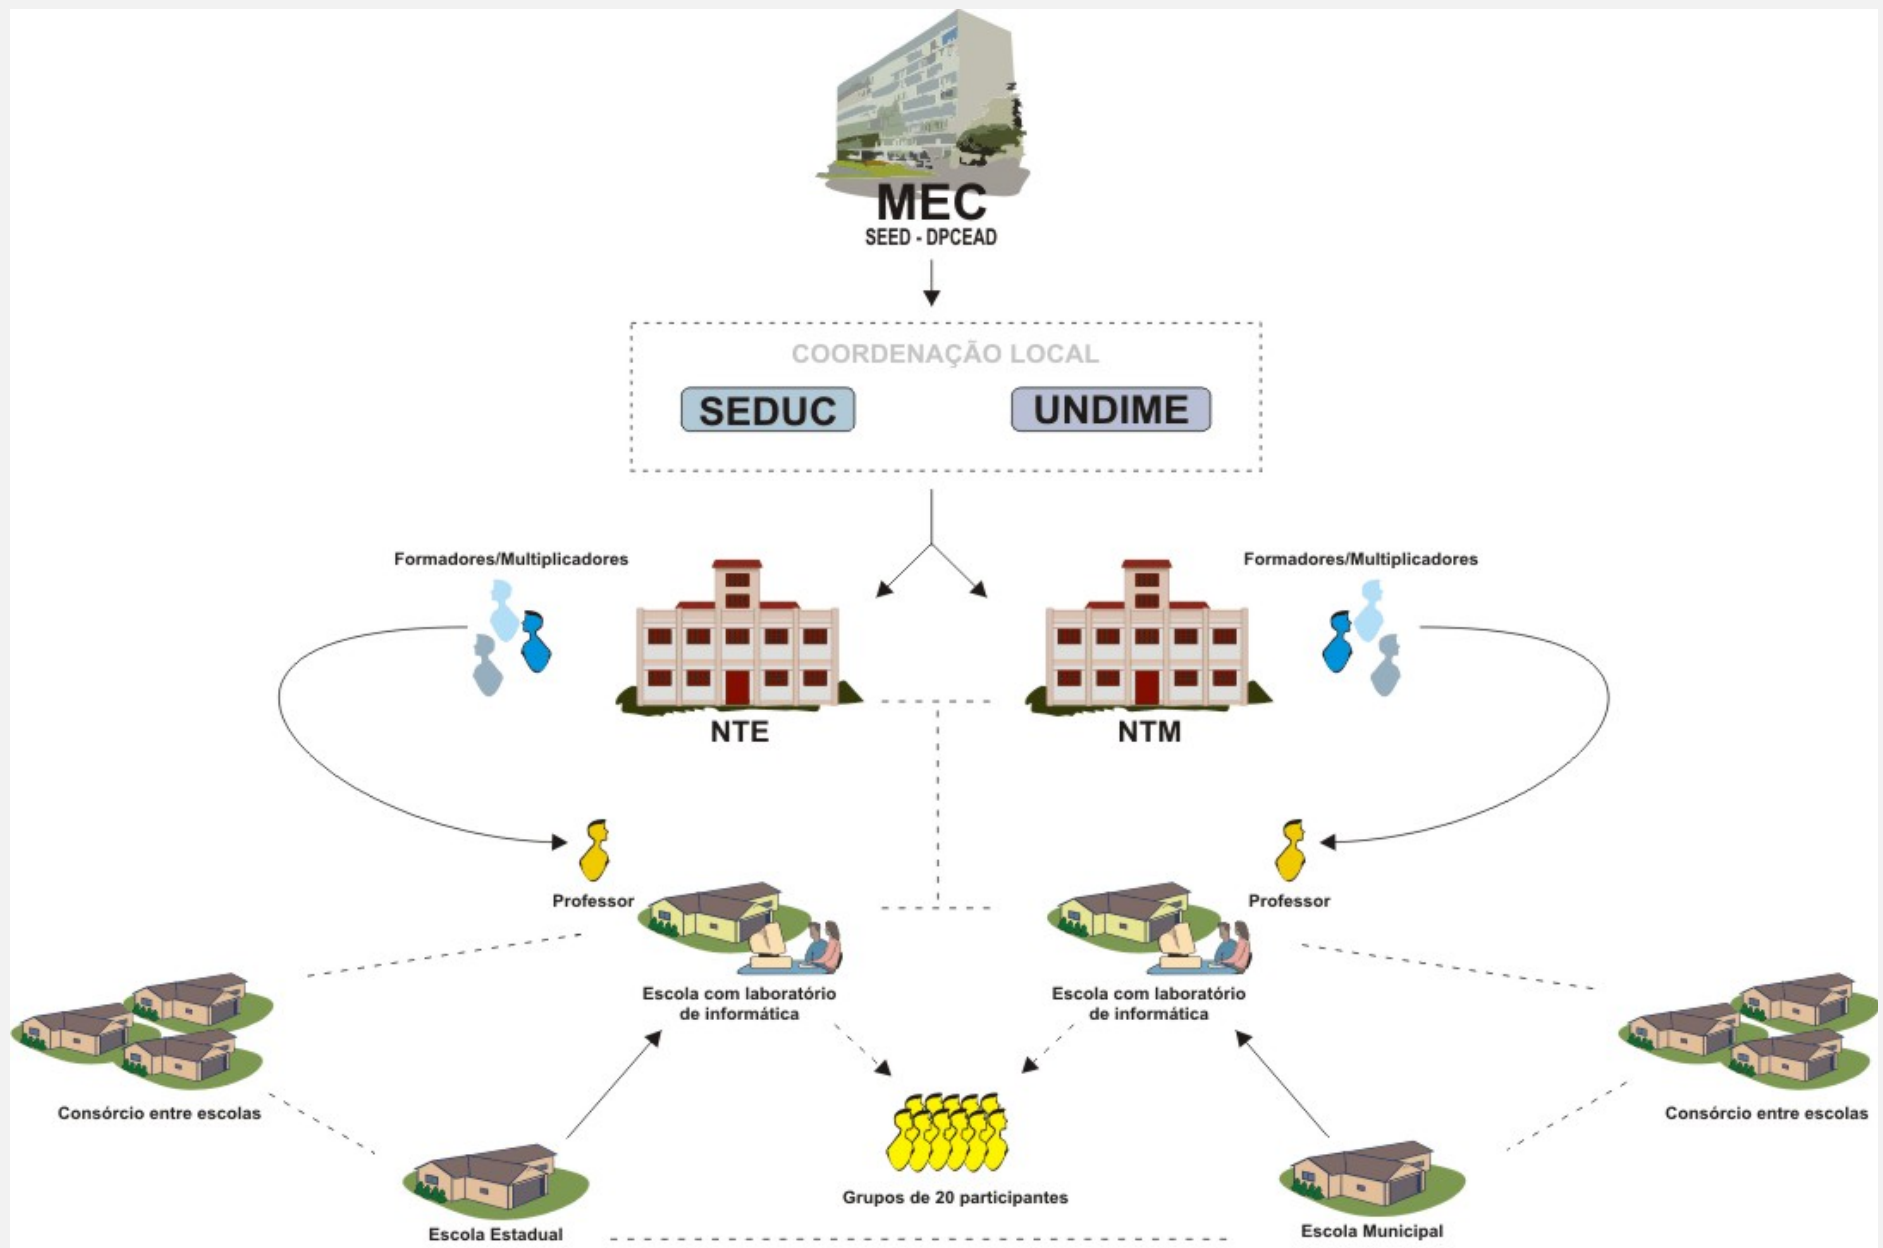 MEC
SEED - DPCEAD
COORDENAÇÃO LOCAL
SEDUC
UNDIME
Formadores/Multiplicadores
Formadores/Multiplicadores
NTE
NTM
Professor
Professor
Escola com laboratório
de informática
Escola com laboratório
de informática
Consórcio entre escolas
Consórcio entre escolas
Grupos de 20 participantes
Escola Estadual
Escola Municipal